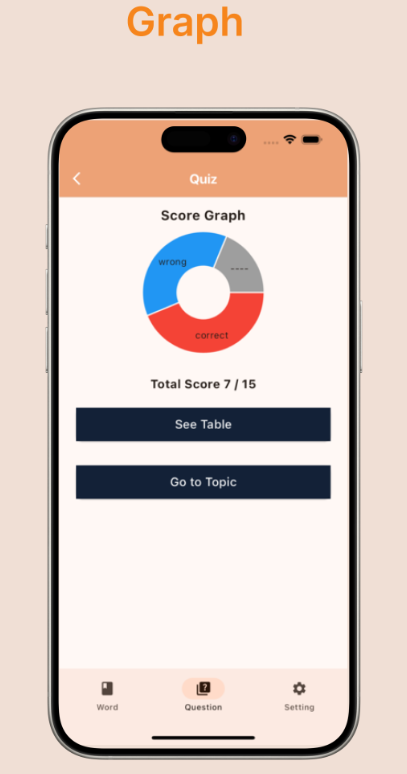 Graph
Quiz
Score Graph
wrong
----
correct
Total Score 7 / 15
See Table
Go to Topic
Word
Question
Setting